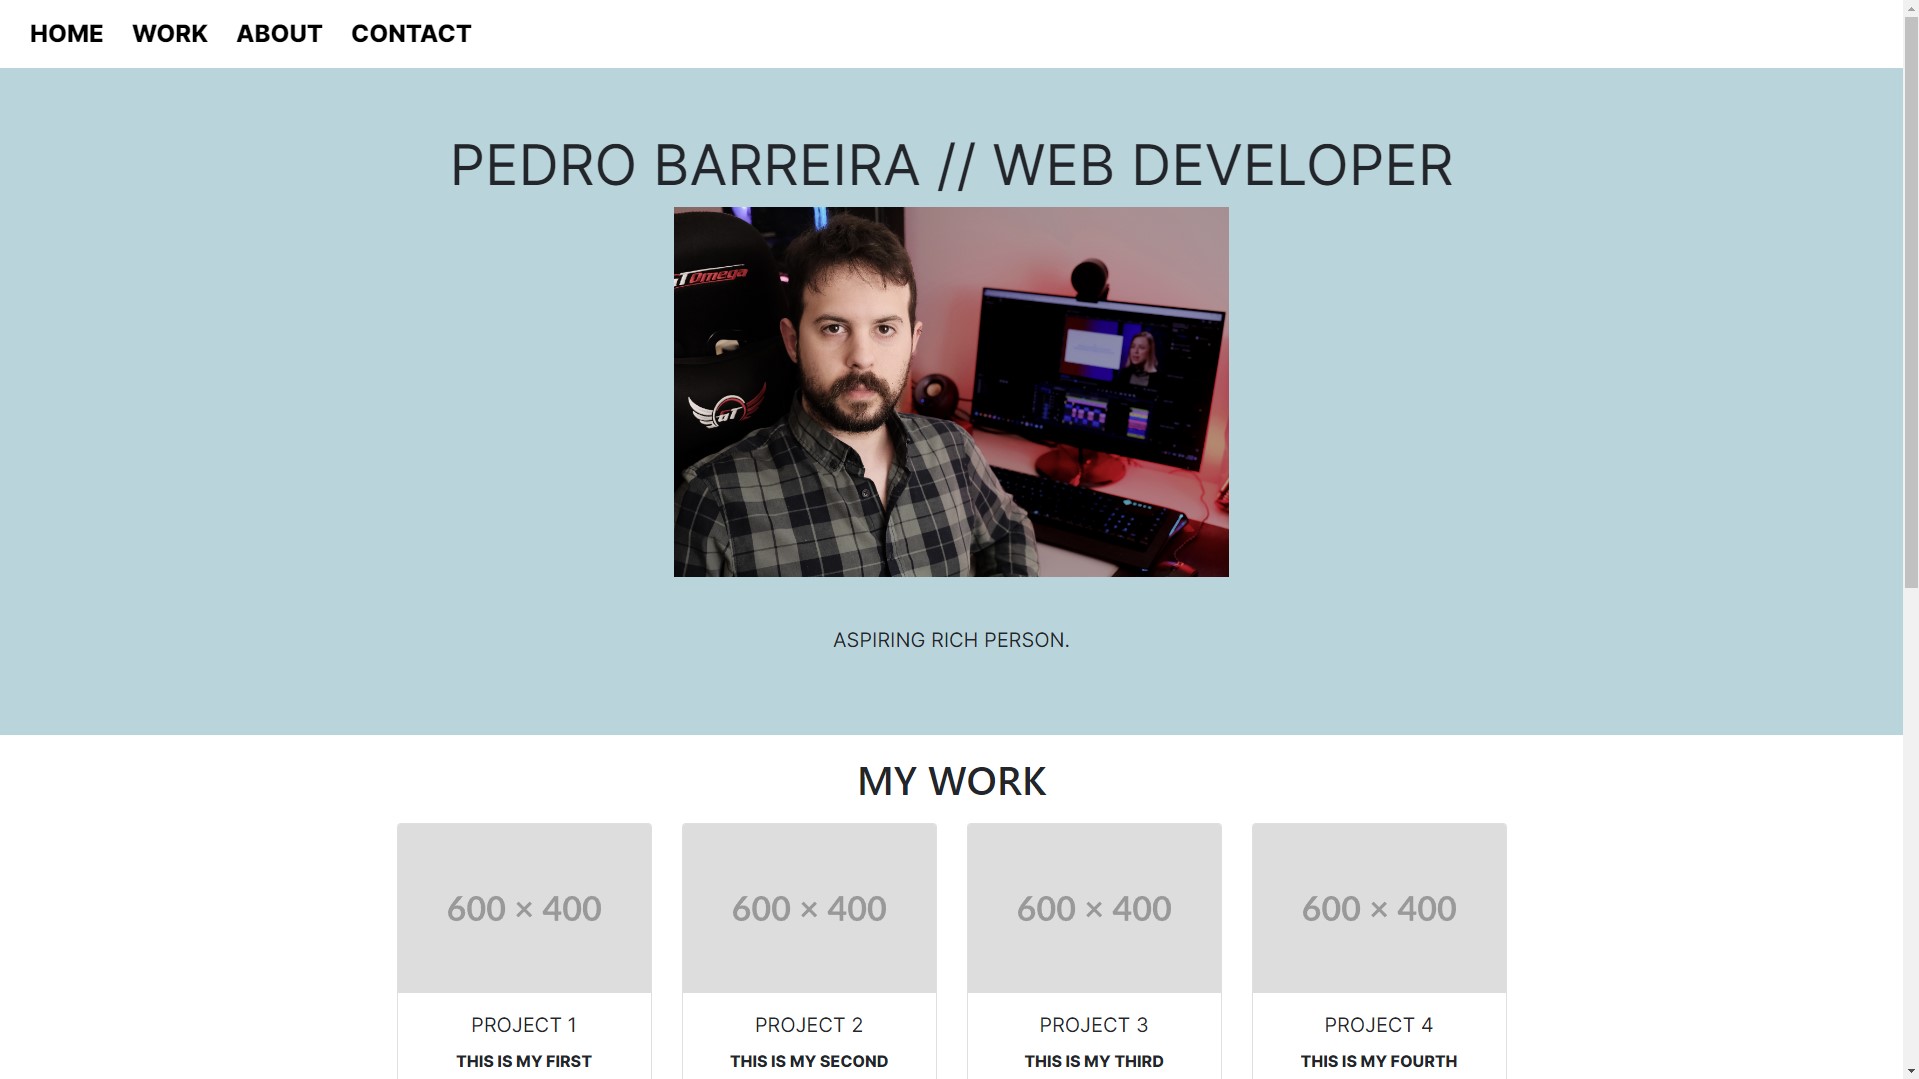 HOME WORK ABOUT CONTACT
PEDRO BARREIRA // WEB DEVELOPER
GTOmega
GT
ASPIRING RICH PERSON.
MY WORK
600 × 400 600 × 400 600 × 400 600 × 400
PROJECT 1 PROJECT 2 PROJECT 3 PROJECT 4
THIS IS MY FIRST THIS IS MY SECOND THIS IS MY THIRD THIS IS MY FOURTH